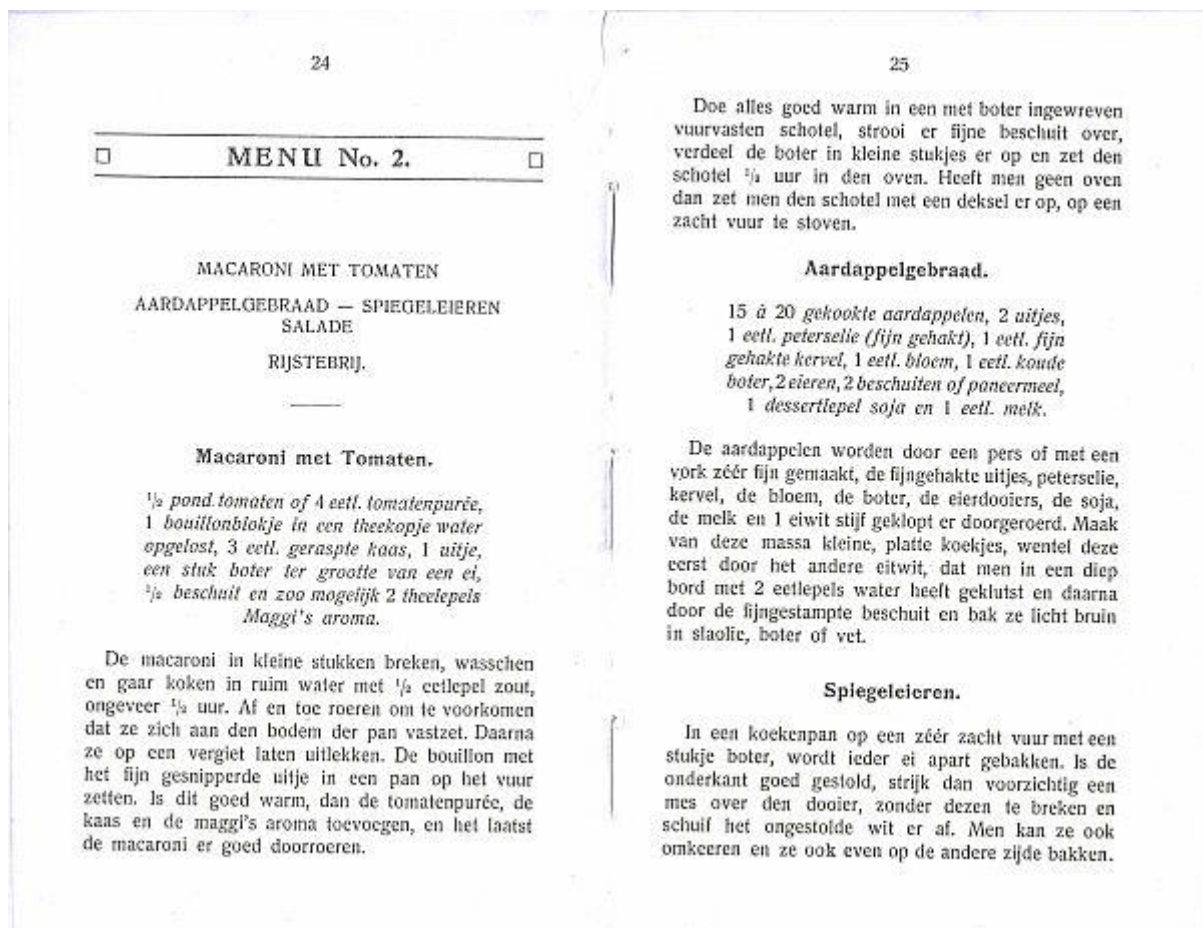 24
MENU No. 2.
MACARONI MET TOMATEN
AARDAPPELGEBRAAD — SPIEGELEIEREN
SALADE
RIJSTEBRIJ.
Macaroni met Tomaten.
½ pond tomaten of 4 eetl. tomatenpurée,
1 bouillonblokje in een theekopje water
opgelost, 3 eetl. geraspte kaas, 1 uitje,
een stuk boter ter grootte van een ei,
½ beschuit en zoo mogelijk 2 theelepels
Maggi's aroma.
De macaroni in kleine stukken breken, wasschen
en gaar koken in ruim water met ½ eetlepel zout,
ongeveer ½ uur. Af en toe roeren om te voorkomen
dat ze zich aan den bodem der pan vastzet. Daarna
ze op een vergiet laten uitlekken. De bouillon met
het fijn gesnipperde uitje in een pan op het vuur
zetten. Is dit goed warm, dan de tomatenpurée, de
kaas en de maggi's aroma toevoegen, en het laatst
de macaroni er goed doorroeren.
25
Doe alles goed warm in een met boter ingewreven
vuurvasten schotel, strooi er fijne beschuit over,
verdeel de boter in kleine stukjes er op en zet den
schotel ½ uur in den oven. Heeft men geen oven
dan zet men den schotel met een deksel er op, op een
zacht vuur te stoven.
Aardappelgebraad.
15 à 20 gekookte aardappelen, 2 uitjes,
1 eetl. peterselie (fijn gehakt), 1 eetl. fijn
gehakte kervel, 1 eetl. bloem, 1 eetl. koude
boter, 2 eieren, 2 beschuiten of paneermeel,
1 dessertlepel soja en 1 eetl. melk.
De aardappelen worden door een pers of met een
vork zéér fijn gemaakt, de fijngehakte uitjes, peterselie,
kervel, de bloem, de boter, de eierdooiers, de soja,
de melk en 1 eiwit stijf geklopt er doorgeroerd. Maak
van deze massa kleine, platte koekjes, wentel deze
eerst door het andere eitwit, dat men in een diep
bord met 2 eetlepels water heeft geklutst en daarna
door de fijngestampte beschuit en bak ze licht bruin
in slaolie, boter of vet.
Spiegeleieren.
In een koekenpan op een zéér zacht vuur met een
stukje boter, wordt ieder ei apart gebakken. Is de
onderkant goed gestold, strijk dan voorzichtig een
mes over den dooier, zonder dezen te breken en
schuif het ongestolde wit er af. Men kan ze ook
omkeeren en ze ook even op de andere zijde bakken.